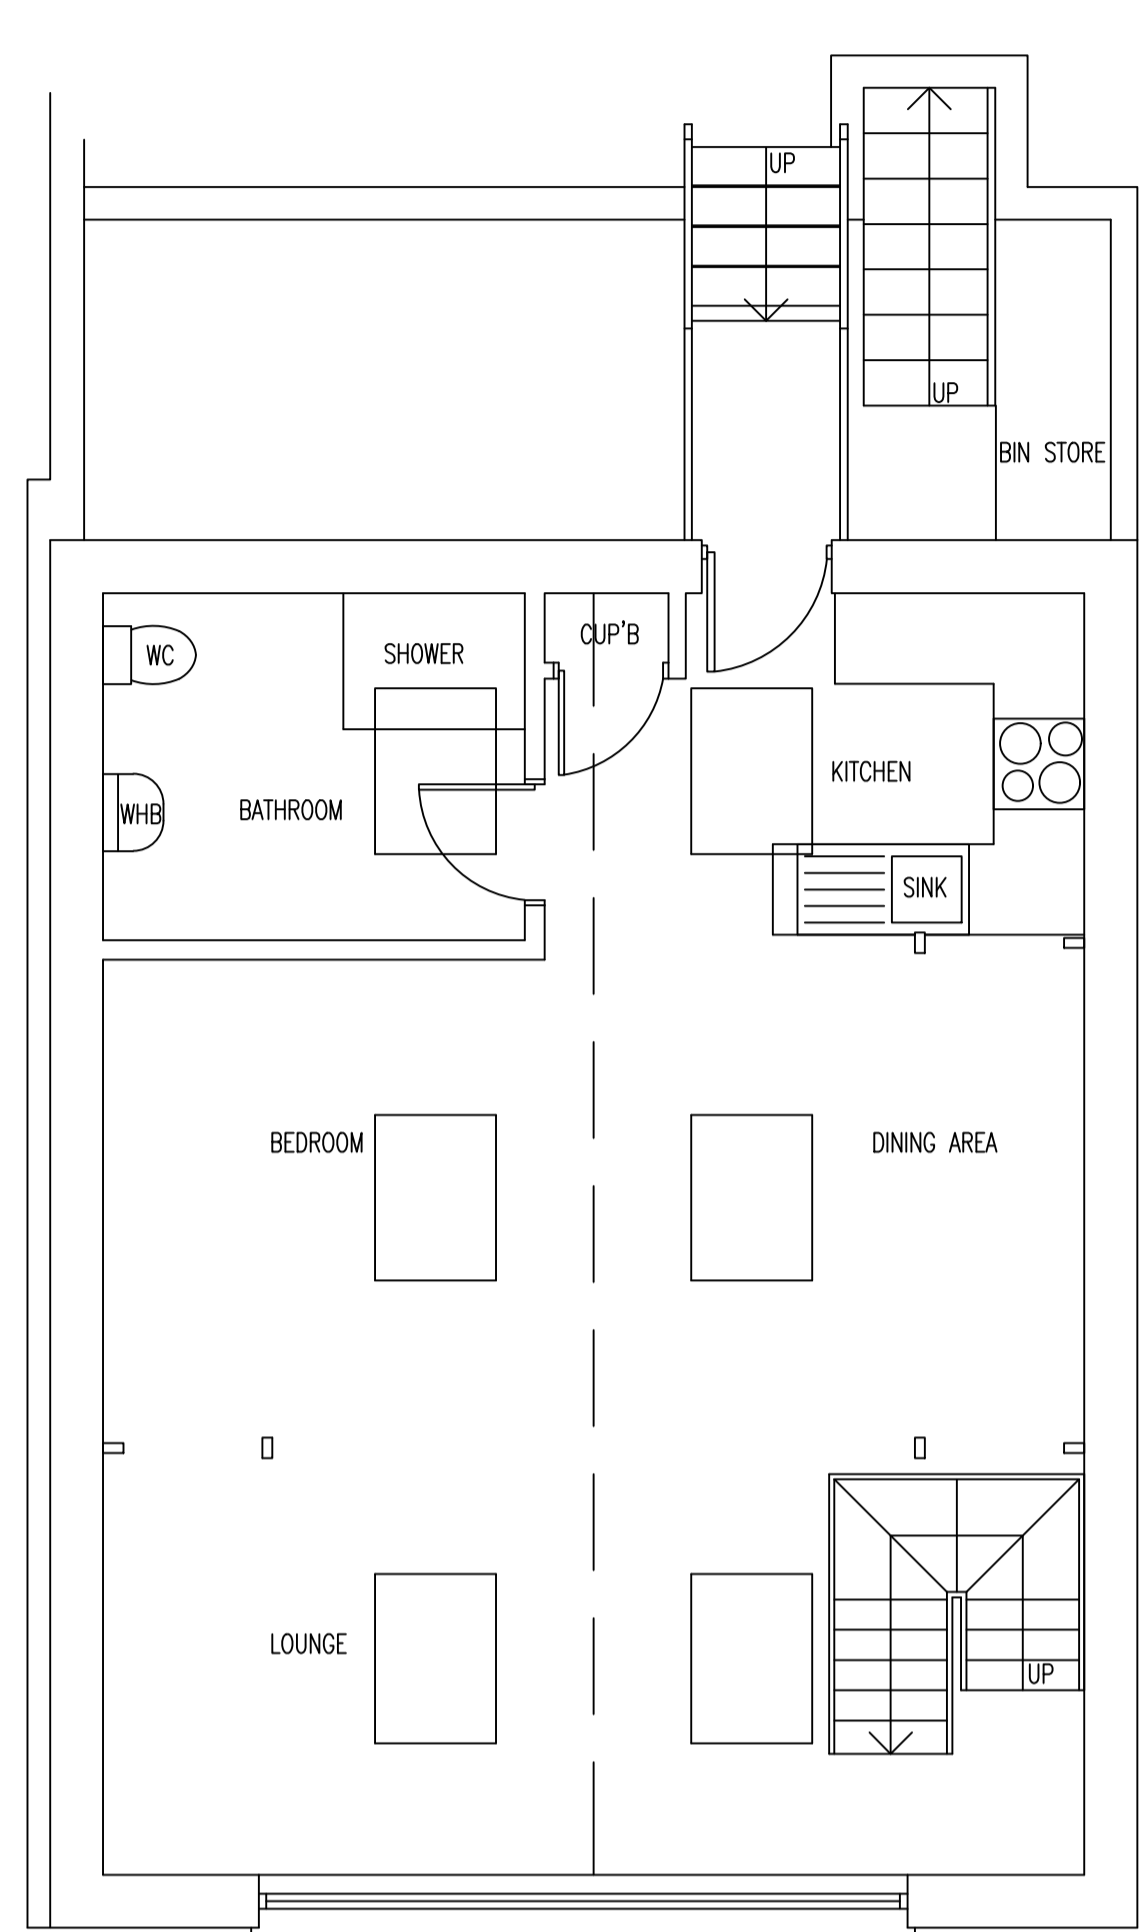 UP
UP
BIN STORE
WC
SHOWER
CUP'B
KITCHEN
WHB
BATHROOM
SINK
BEDROOM
DINING AREA
LOUNGE
UP